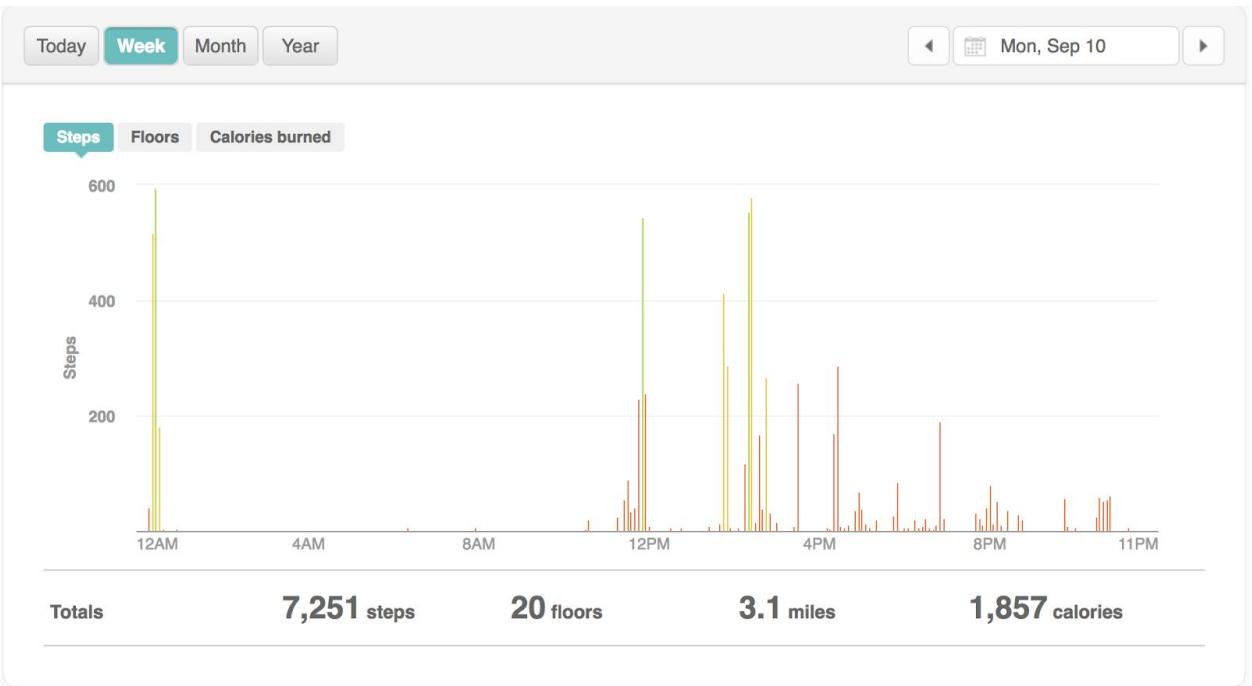 Today Week Month Year Mon, Sep 10
Steps Floors Calories burned
600
400
200
Steps
12AM 4AM 8AM 12PM 4PM 8PM 11PM
Totals 7,251 steps 20 floors 3.1 miles 1,857 calories